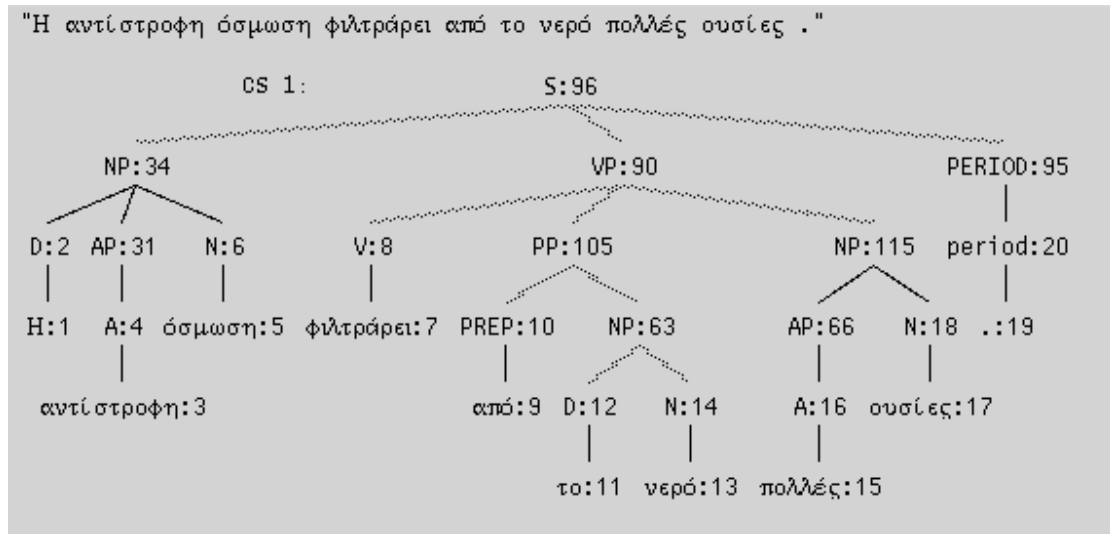 "Η αντίστροφη όσμωση φιλτράρει από το νερό πολλές ουσίες ."
CS 1: S:96
NP:34 VP:90 PERIOD:95
D:2 AP:31 N:6 V:8 PP:105 NP:115 period:20
Η:1 A:4 όσμωση:5 φιλτράρει:7 PREP:10 NP:63 AP:66 N:18 .:19
αντίστροφη:3 από:9 D:12 N:14 A:16 ουσίες:17
το:11 νερό:13 πολλές:15